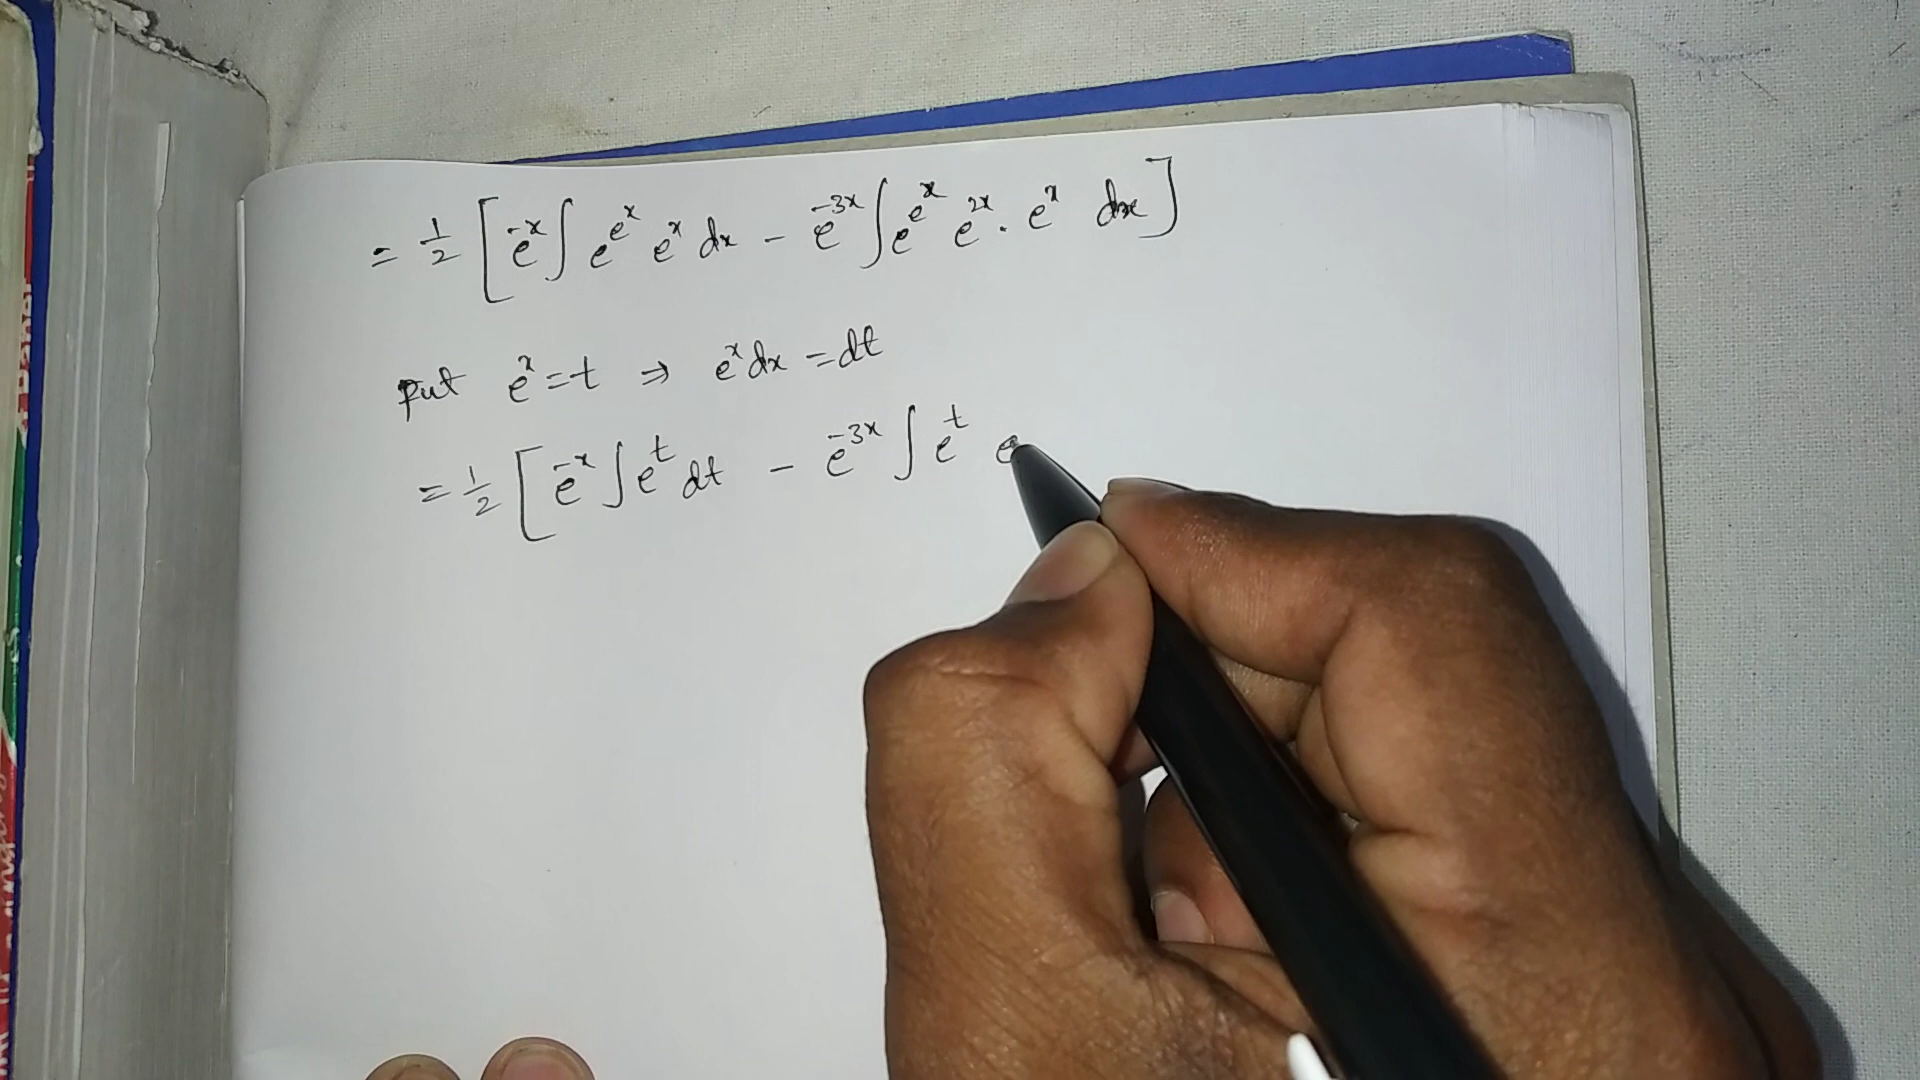 = 1/2 [ e^{-x} ∫ e^{e^x} e^x dx - e^{-3x} ∫ e^{e^x} e^{2x} . e^x dx ]
put e^x = t ⇒ e^x dx = dt
= 1/2 [ e^{-x} ∫ e^t dt - e^{-3x} ∫ e^t e